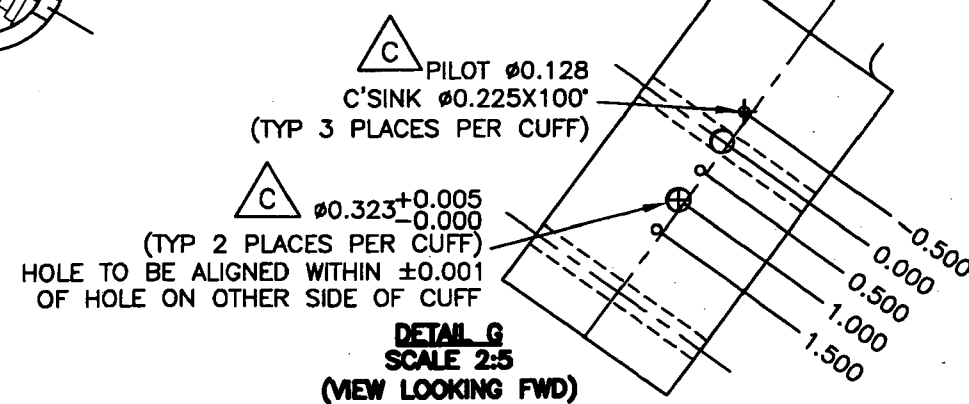 C PILOT ø0.128
C'SINK ø0.225X100°
(TYP 3 PLACES PER CUFF)
C ø0.323 +0.005
-0.000
(TYP 2 PLACES PER CUFF)
HOLE TO BE ALIGNED WITHIN ±0.001
OF HOLE ON OTHER SIDE OF CUFF
DETAIL G
SCALE 2:5
(VIEW LOOKING FWD)
-0.500
0.000
0.500
1.000
1.500